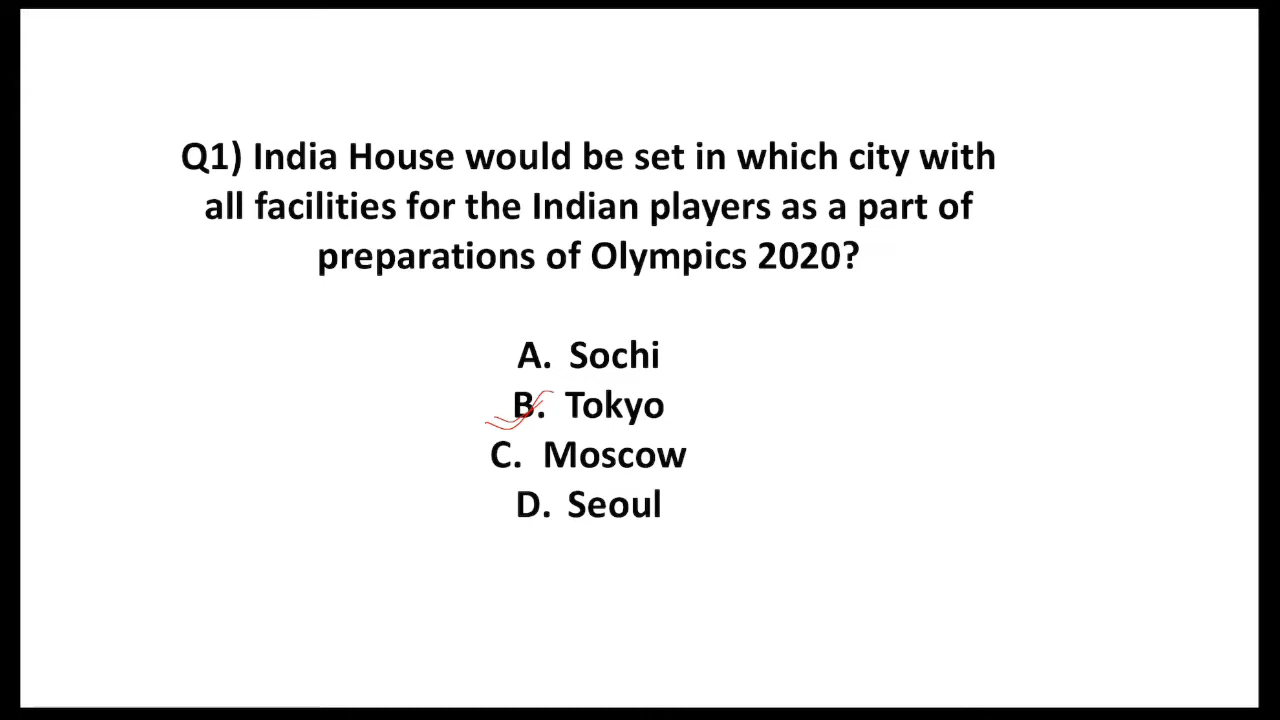 Q1) India House would be set in which city with
all facilities for the Indian players as a part of
preparations of Olympics 2020?
A. Sochi
B. Tokyo
C. Moscow
D. Seoul